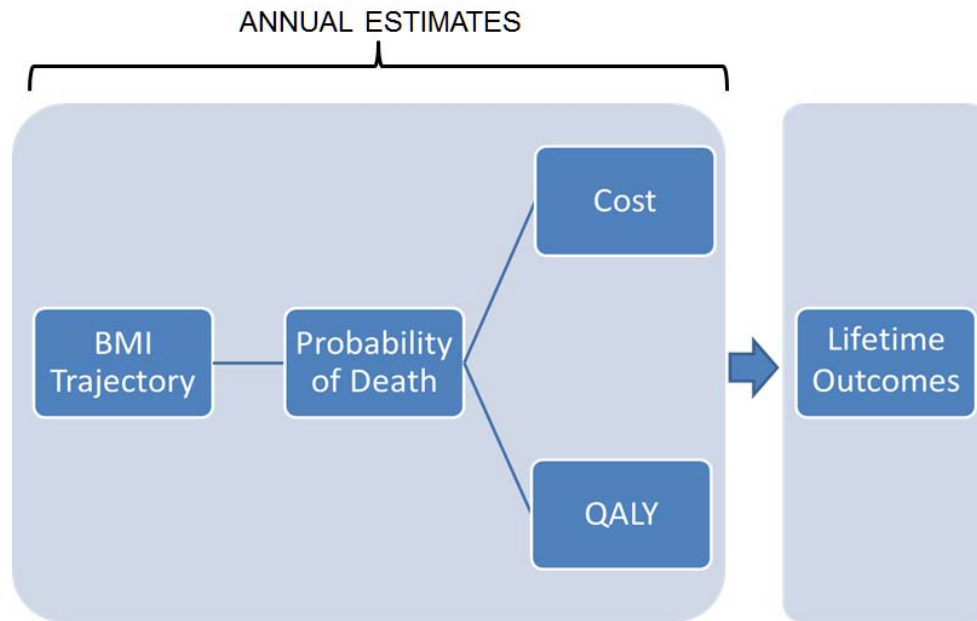 ANNUAL ESTIMATES
Cost
BMI
Trajectory
Probability
of Death
QALY
Lifetime
Outcomes